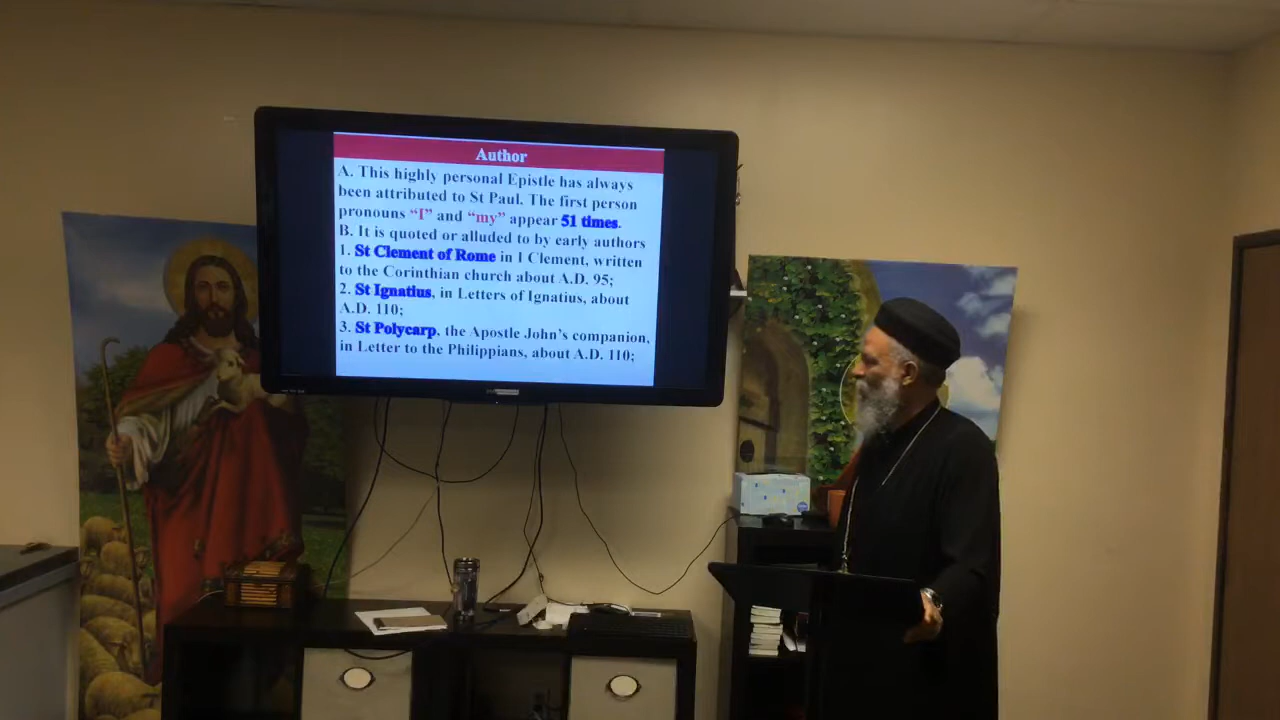 Author
A. This highly personal Epistle has always
been attributed to St Paul. The first person
pronouns “I” and “my” appear 51 times.
B. It is quoted or alluded to by early authors
1. St Clement of Rome in I Clement, written
to the Corinthian church about A.D. 95;
2. St Ignatius, in Letters of Ignatius, about
A.D. 110;
3. St Polycarp, the Apostle John’s companion,
in Letter to the Philippians, about A.D. 110;